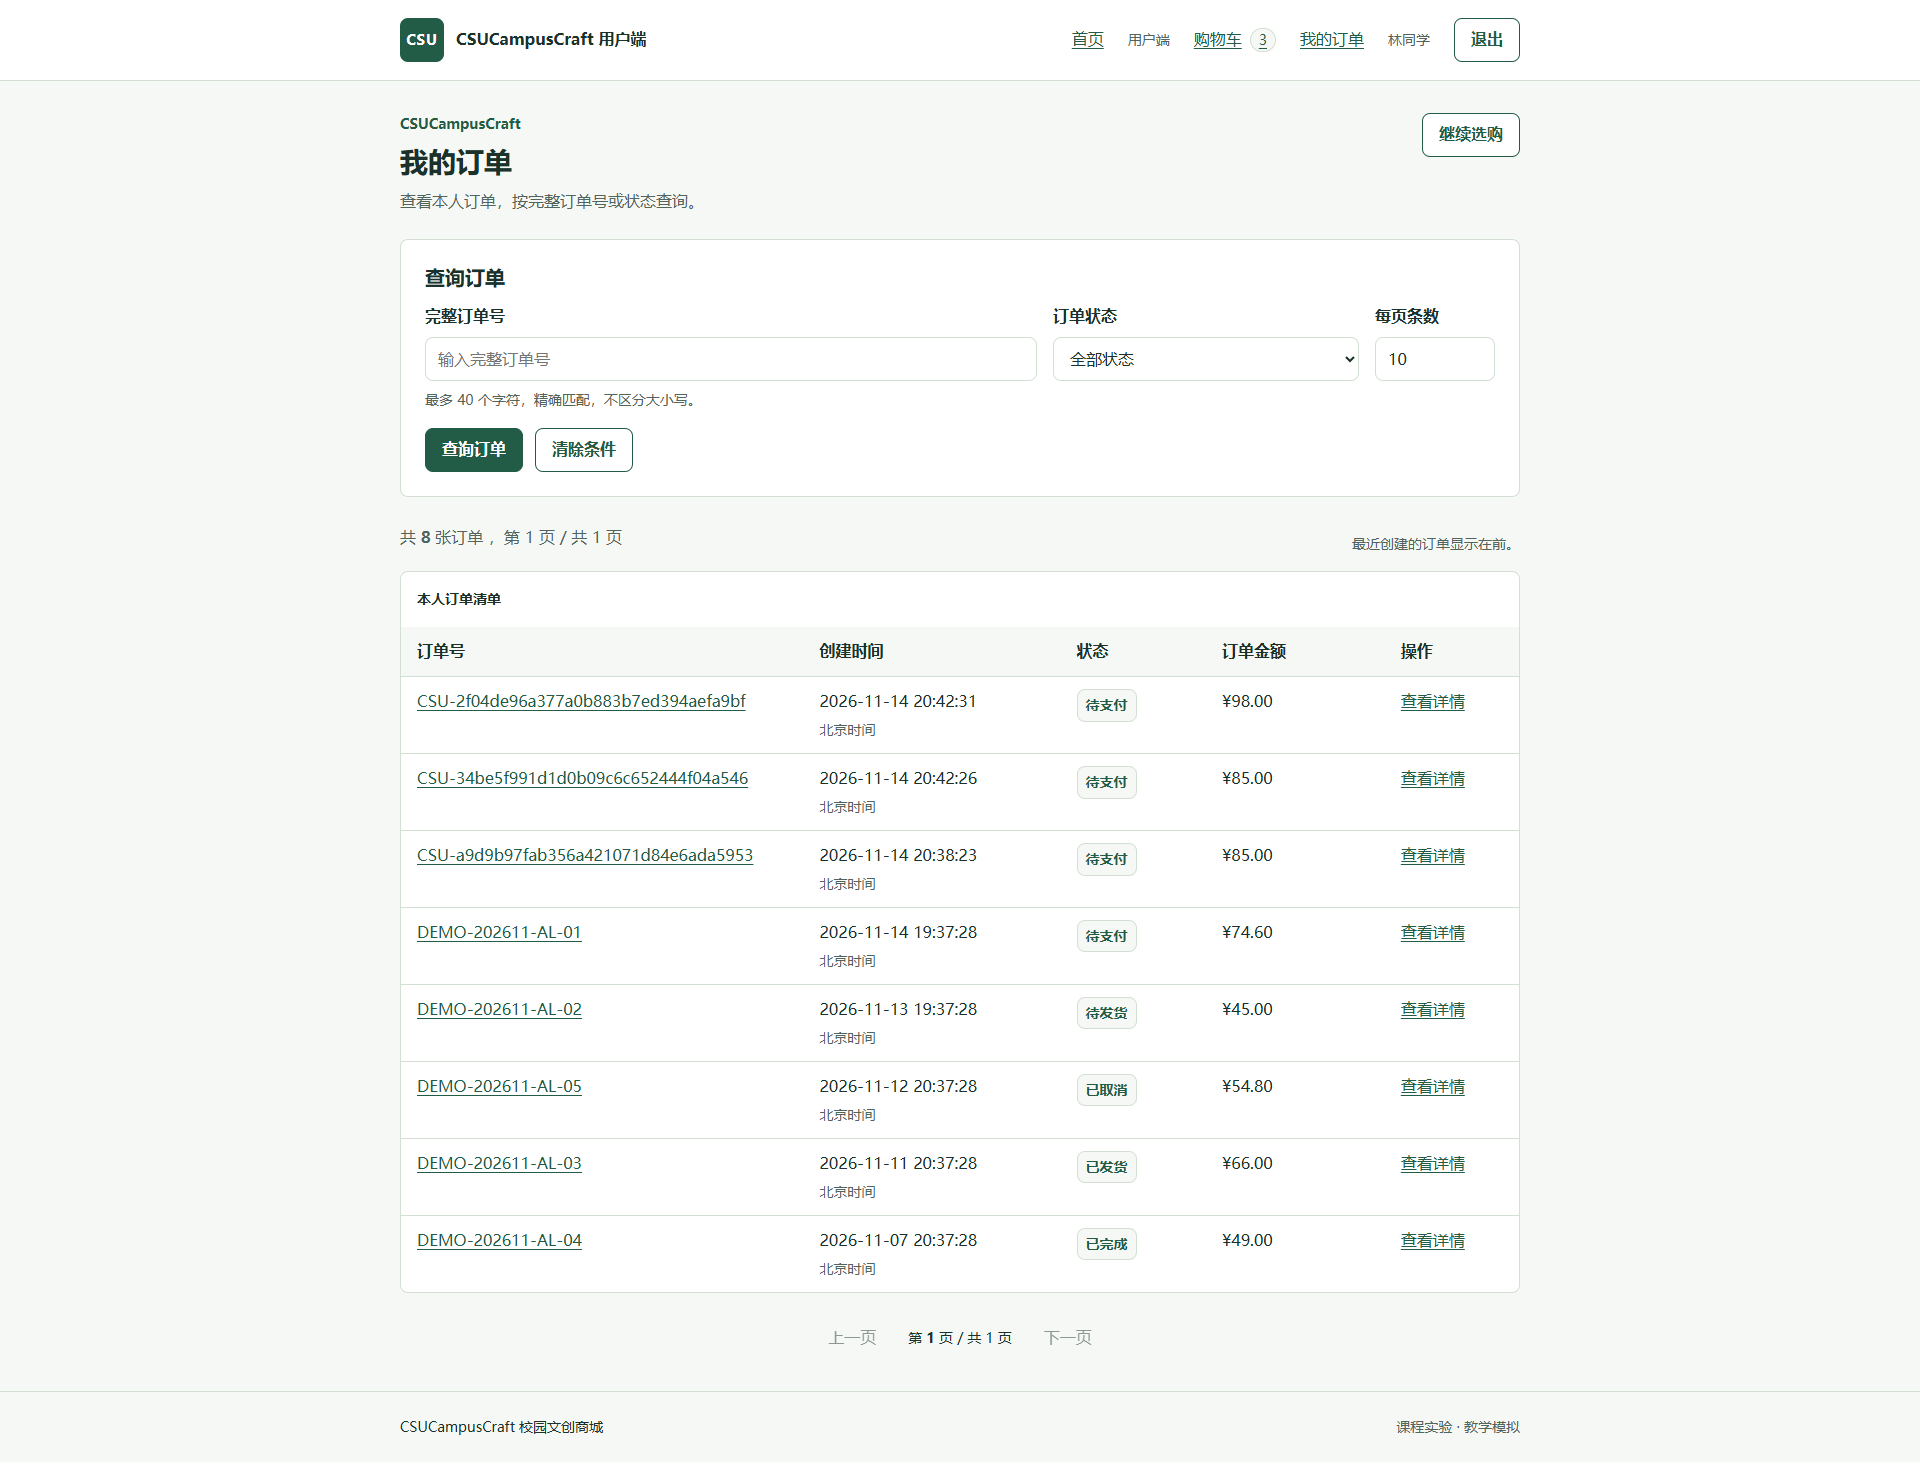 CSU CSUCampusCraft 用户端 首页 用户端 购物车 3 我的订单 林同学 退出
CSUCampusCraft
继续选购
我的订单
查看本人订单，按完整订单号或状态查询。
查询订单
完整订单号 订单状态 每页条数
输入完整订单号 全部状态 10
最多 40 个字符，精确匹配，不区分大小写。
查询订单 清除条件
共 8 张订单，第 1 页 / 共 1 页
最近创建的订单显示在前。
本人订单清单
订单号 创建时间 状态 订单金额 操作
CSU-2f04de96a377a0b883b7ed394aefa9bf 2026-11-14 20:42:31 待支付 ¥98.00 查看详情
北京时间
CSU-34be5f991d1d0b09c6c652444f04a546 2026-11-14 20:42:26 待支付 ¥85.00 查看详情
北京时间
CSU-a9d9b97fab356a421071d84e6ada5953 2026-11-14 20:38:23 待支付 ¥85.00 查看详情
北京时间
DEMO-202611-AL-01 2026-11-14 19:37:28 待支付 ¥74.60 查看详情
北京时间
DEMO-202611-AL-02 2026-11-13 19:37:28 待发货 ¥45.00 查看详情
北京时间
DEMO-202611-AL-05 2026-11-12 20:37:28 已取消 ¥54.80 查看详情
北京时间
DEMO-202611-AL-03 2026-11-11 20:37:28 已发货 ¥66.00 查看详情
北京时间
DEMO-202611-AL-04 2026-11-07 20:37:28 已完成 ¥49.00 查看详情
北京时间
上一页 第 1 页 / 共 1 页 下一页
CSUCampusCraft 校园文创商城 课程实验 · 教学模拟